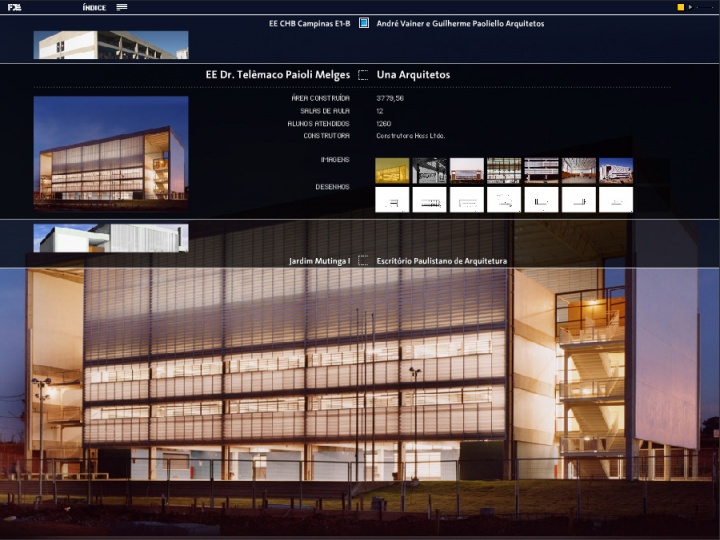 FDE ÍNDICE
EE CHB Campinas E1-B André Vainer e Guilherme Paoliello Arquitetos
EE Dr. Telêmaco Paioli Melges Una Arquitetos
ÁREA CONSTRUÍDA 3779,56
SALAS DE AULA 12
ALUNOS ATENDIDOS 1260
CONSTRUTORA Construtora Hoss Ltda.
IMAGENS
DESENHOS
Jardim Mutinga I Escritório Paulistano de Arquitetura